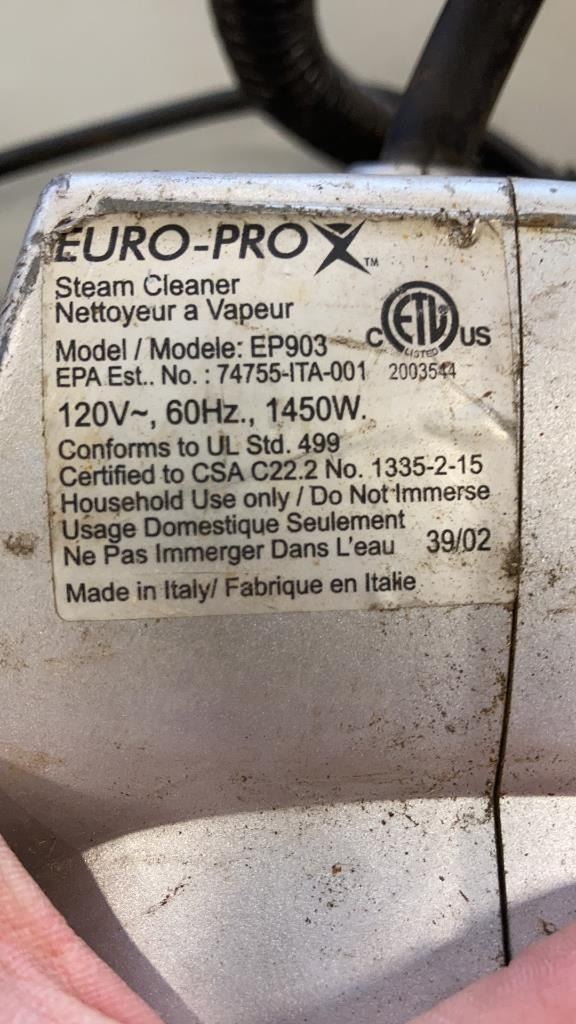 EURO-PRO X™
Steam Cleaner
Nettoyeur a Vapeur
Model / Modele: EP903
C ETL US
LISTED
EPA Est.. No. : 74755-ITA-001 2003544
120V~, 60Hz., 1450W.
Conforms to UL Std. 499
Certified to CSA C22.2 No. 1335-2-15
Household Use only / Do Not Immerse
Usage Domestique Seulement
Ne Pas Immerger Dans L'eau 39/02
Made in Italy/ Fabrique en Italie